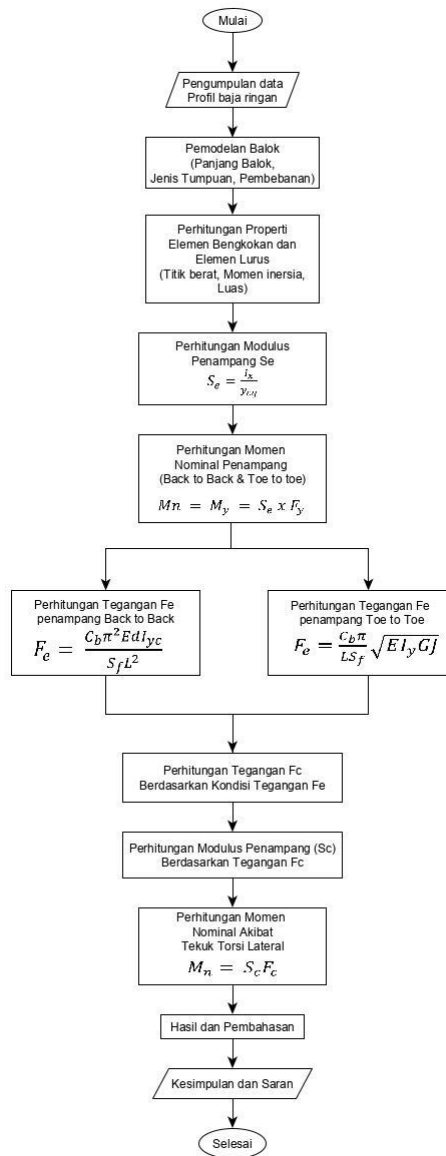 Mulai
Pengumpulan data
Profil baja ringan
Pemodelan Balok
(Panjang Balok,
Jenis Tumpuan, Pembebanan)
Perhitungan Properti
Elemen Bengkokan dan
Elemen Lurus
(Titik berat, Momen inersia,
Luas)
Perhitungan Modulus
Penampang Se
S_e = I_x / y_{cg}
Perhitungan Momen
Nominal Penampang
(Back to Back & Toe to toe)
Mn = M_y = S_e x F_y
Perhitungan Tegangan Fe
penampang Back to Back
F_e = C_b π² E d I_{yc} / S_f L²
Perhitungan Tegangan Fe
penampang Toe to Toe
F_e = C_b π / L S_f √(E I_y G J)
Perhitungan Tegangan Fc
Berdasarkan Kondisi Tegangan Fe
Perhitungan Modulus Penampang (Sc)
Berdasarkan Tegangan Fc
Perhitungan Momen
Nominal Akibat
Tekuk Torsi Lateral
M_n = S_c F_c
Hasil dan Pembahasan
Kesimpulan dan Saran
Selesai